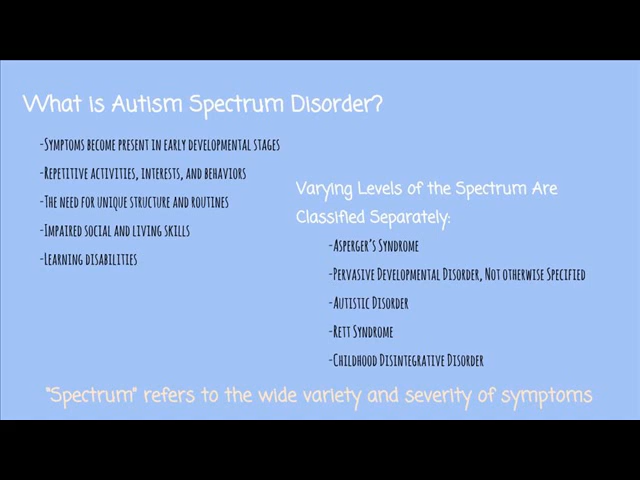 What is Autism Spectrum Disorder?
-Symptoms become present in early developmental stages
-Repetitive activities, interests, and behaviors
-The need for unique structure and routines
-Impaired social and living skills
-Learning disabilities
Varying Levels of the Spectrum Are
Classified Separately:
-Asperger's Syndrome
-Pervasive Developmental Disorder, Not otherwise Specified
-Autistic Disorder
-Rett Syndrome
-Childhood Disintegrative Disorder
"Spectrum" refers to the wide variety and severity of symptoms